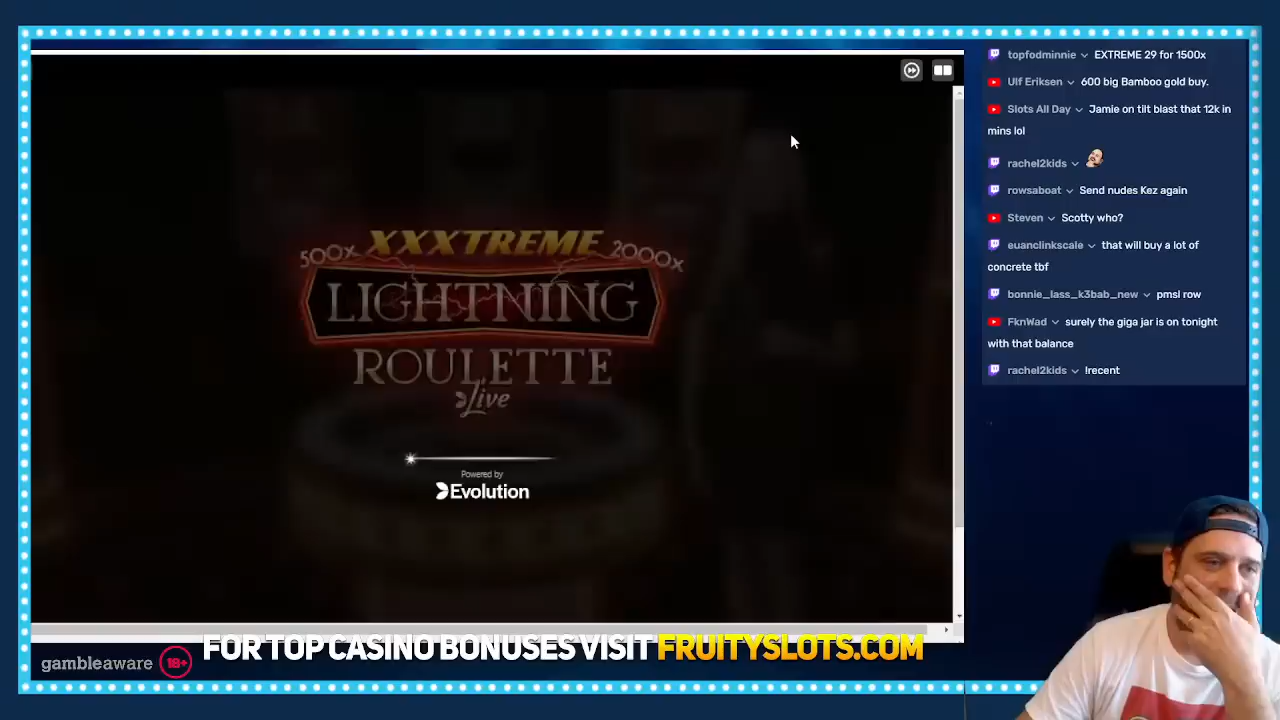 topfodminnie EXTREME 29 for 1500x
Ulf Eriksen 600 big Bamboo gold buy.
Slots All Day Jamie on tilt blast that 12k in
mins lol
rachel2kids
rowsaboat Send nudes Kez again
Steven Scotty who?
euanclinkscale that will buy a lot of
concrete tbf
bonnie_lass_k3bab_new pmsl row
FknWad surely the giga jar is on tonight
with that balance
rachel2kids !recent
500x XXXTREME 2000x
LIGHTNING
ROULETTE
Live
Powered by
Evolution
FOR TOP CASINO BONUSES VISIT FRUITYSLOTS.COM
gambleaware 18+